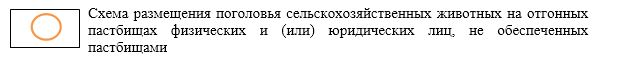 Схема размещения поголовья сельскохозяйственных животных на отгонных
пастбищах физических и (или) юридических лиц, не обеспеченных
пастбищами